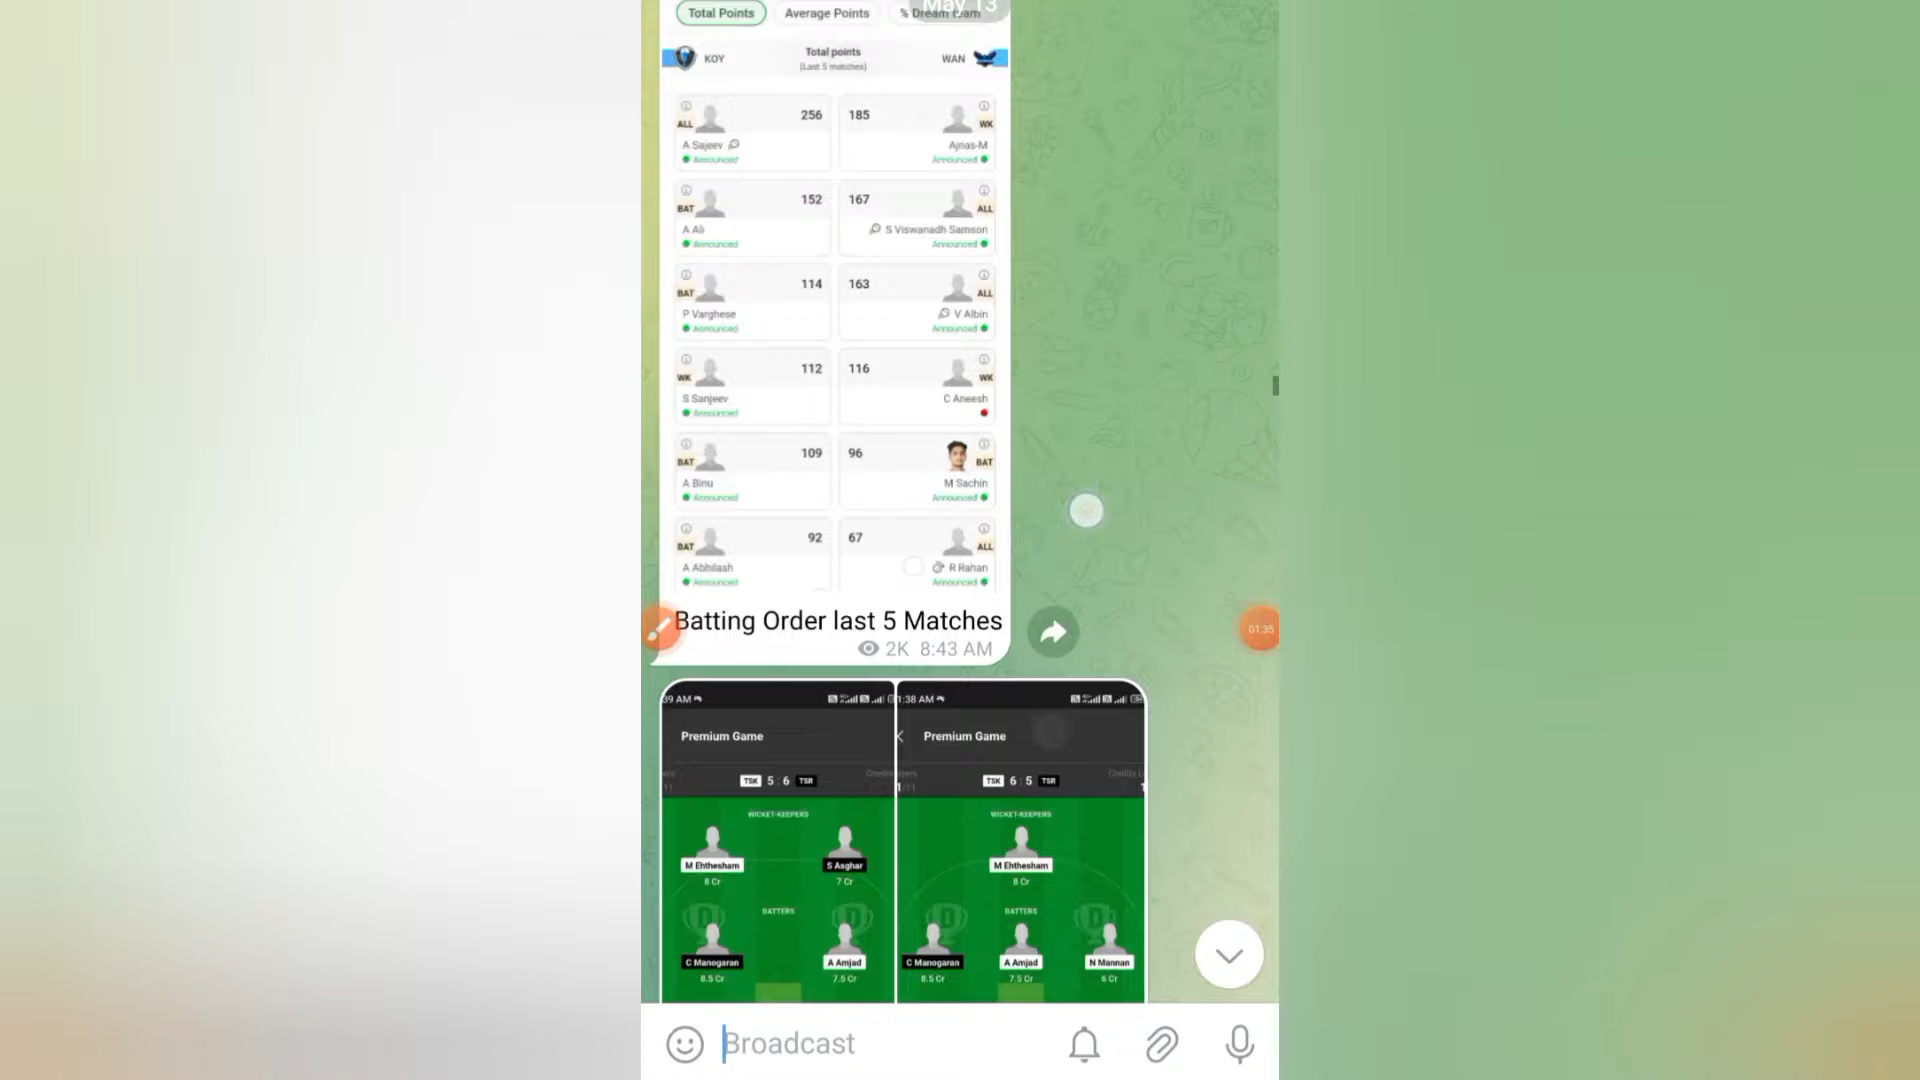 May 13
Total Points Average Points % Dream team
KOY Total points WAN
(Last 5 matches)
256 185
ALL WK
A Sajeev Ajnas-M
Announced Announced
152 167
BAT ALL
A Ali S Viswanadh Samson
Announced Announced
114 163
BAT ALL
P Varghese V Albin
Announced Announced
112 116
WK WK
S Sanjeev C Aneesh
Announced
109 96
BAT BAT
A Binu M Sachin
Announced Announced
92 67
BAT ALL
A Abhilash R Rahan
Announced Announced
Batting Order last 5 Matches
2K 8:43 AM
01:35
39 AM 1:38 AM
Premium Game Premium Game
TSK 5 : 6 TSR TSK 6 : 5 TSR
11 1/11
WICKET-KEEPERS WICKET-KEEPERS
M Ehthesham S Asghar M Ehthesham
8 Cr 7 Cr 8 Cr
BATTERS BATTERS
C Manogaran A Amjad C Manogaran A Amjad N Mannan
8.5 Cr 7.5 Cr 8.5 Cr 7.5 Cr 6 Cr
Broadcast